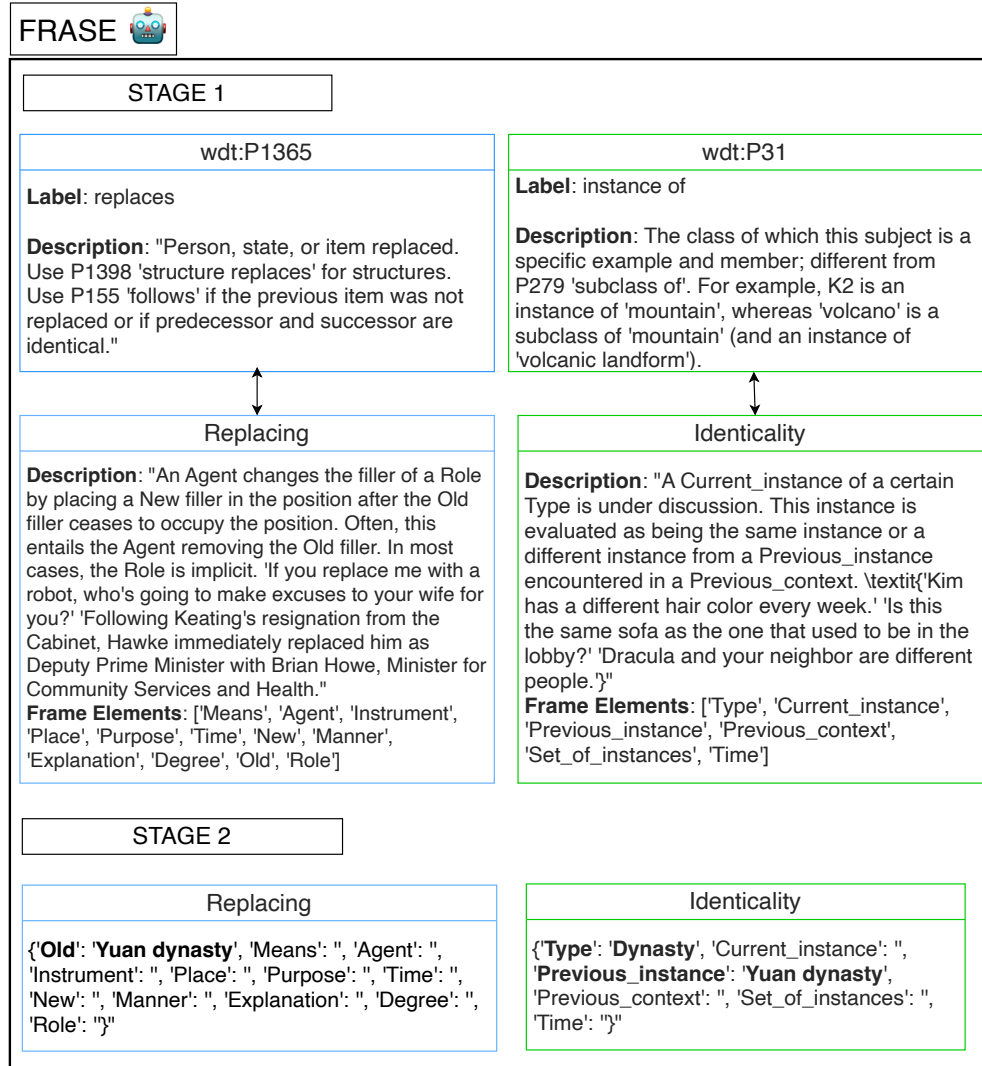 FRASE 🤖
STAGE 1
wdt:P1365
Label: replaces
Description: "Person, state, or item replaced.
Use P1398 'structure replaces' for structures.
Use P155 'follows' if the previous item was not
replaced or if predecessor and successor are
identical."
wdt:P31
Label: instance of
Description: The class of which this subject is a
specific example and member; different from
P279 'subclass of'. For example, K2 is an
instance of 'mountain', whereas 'volcano' is a
subclass of 'mountain' (and an instance of
'volcanic landform').
Replacing
Description: "An Agent changes the filler of a Role
by placing a New filler in the position after the Old
filler ceases to occupy the position. Often, this
entails the Agent removing the Old filler. In most
cases, the Role is implicit. 'If you replace me with a
robot, who's going to make excuses to your wife for
you?' 'Following Keating's resignation from the
Cabinet, Hawke immediately replaced him as
Deputy Prime Minister with Brian Howe, Minister for
Community Services and Health."
Frame Elements: ['Means', 'Agent', 'Instrument',
'Place', 'Purpose', 'Time', 'New', 'Manner',
'Explanation', 'Degree', 'Old', 'Role']
Identicality
Description: "A Current_instance of a certain
Type is under discussion. This instance is
evaluated as being the same instance or a
different instance from a Previous_instance
encountered in a Previous_context. \textit{'Kim
has a different hair color every week.' 'Is this
the same sofa as the one that used to be in the
lobby?' 'Dracula and your neighbor are different
people.'}"
Frame Elements: ['Type', 'Current_instance',
'Previous_instance', 'Previous_context',
'Set_of_instances', 'Time']
STAGE 2
Replacing
{'Old': 'Yuan dynasty', 'Means': '', 'Agent': '',
'Instrument': '', 'Place': '', 'Purpose': '', 'Time': '',
'New': '', 'Manner': '', 'Explanation': '', 'Degree': '',
'Role': ''}"
Identicality
{'Type': 'Dynasty', 'Current_instance': '',
'Previous_instance': 'Yuan dynasty',
'Previous_context': '', 'Set_of_instances': '',
'Time': ''}"